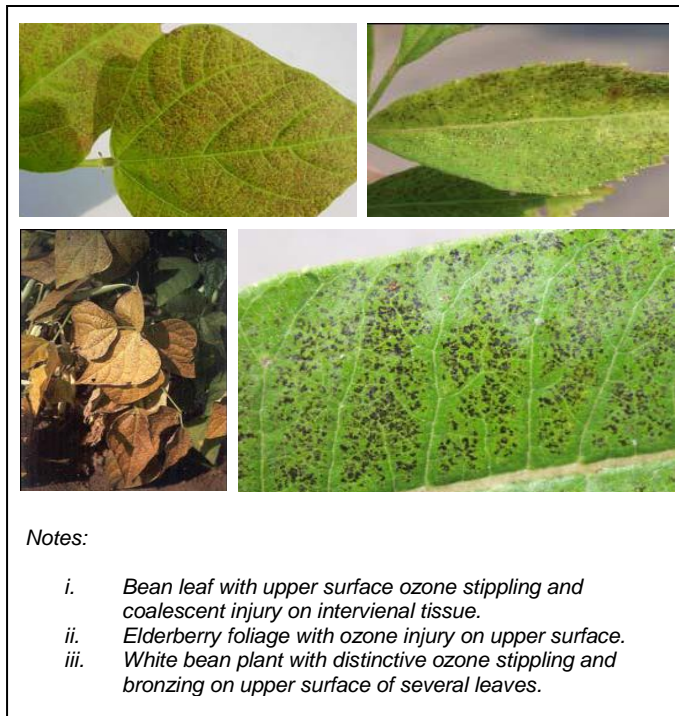 Notes:
i. Bean leaf with upper surface ozone stippling and
coalescent injury on intervienal tissue.
ii. Elderberry foliage with ozone injury on upper surface.
iii. White bean plant with distinctive ozone stippling and
bronzing on upper surface of several leaves.